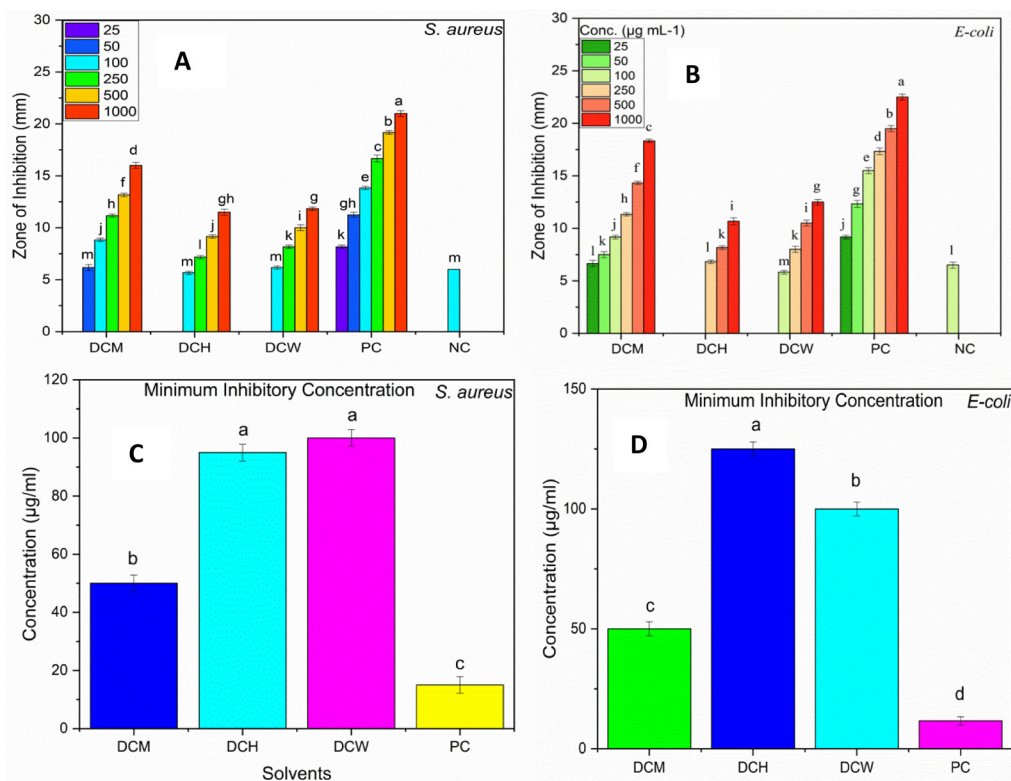 S. aureus
A
25
50
100
250
500
1000
Zone of Inhibition (mm)
30
25
20
15
10
5
0
m j h f d
m l j gh
m k i g
k gh e c b a
m
DCM DCH DCW PC NC
E-coli
B
Conc. (µg mL-1)
25
50
100
250
500
1000
Zone of Inhibition (mm)
30
25
20
15
10
5
0
l k j h f c
l k i
m k i g
j g e d b a
l
DCM DCH DCW PC NC
Minimum Inhibitory Concentration
S. aureus
C
Concentration (µg/ml)
120
100
80
60
40
20
0
b a a c
DCM DCH DCW PC
Solvents
Minimum Inhibitory Concentration
E-coli
D
Concentration (µg/ml)
150
100
50
0
c a b d
DCM DCH DCW PC